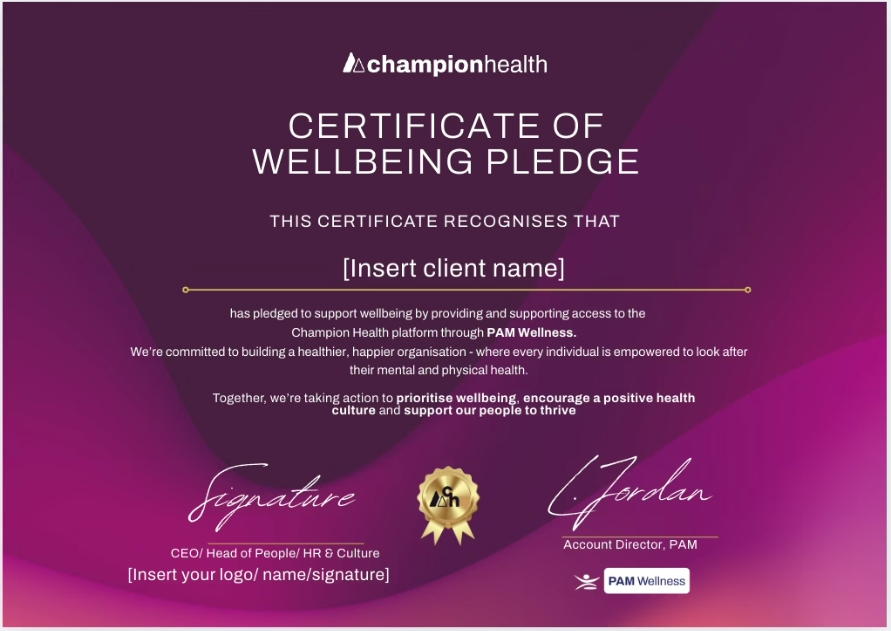 championhealth
CERTIFICATE OF
WELLBEING PLEDGE
THIS CERTIFICATE RECOGNISES THAT
[Insert client name]
has pledged to support wellbeing by providing and supporting access to the
Champion Health platform through PAM Wellness.
We're committed to building a healthier, happier organisation - where every individual is empowered to look after
their mental and physical health.
Together, we're taking action to prioritise wellbeing, encourage a positive health
culture and support our people to thrive
Signature
ch
L.Jordan
CEO/ Head of People/ HR & Culture
Account Director, PAM
[Insert your logo/ name/signature]
PAM Wellness